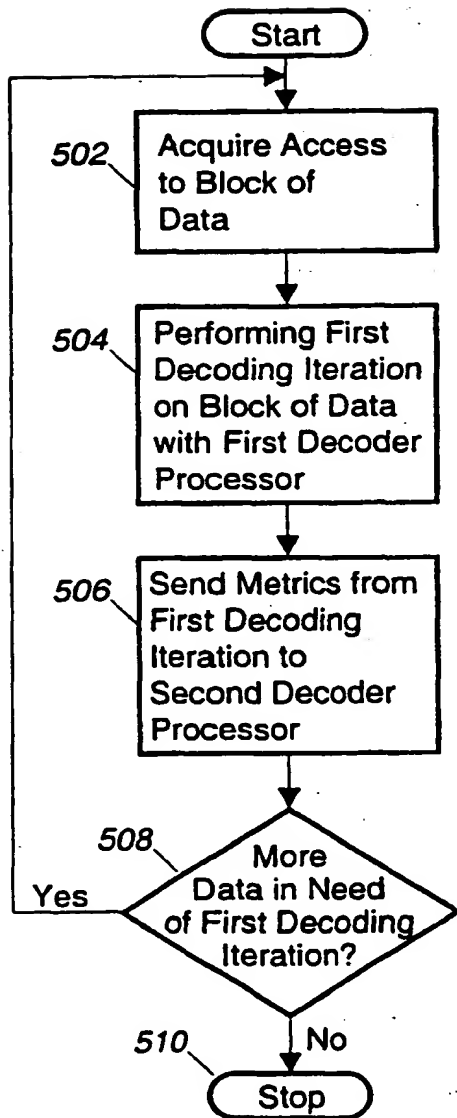 Start
502
Acquire Access
to Block of
Data
504
Performing First
Decoding Iteration
on Block of Data
with First Decoder
Processor
506
Send Metrics from
First Decoding
Iteration to
Second Decoder
Processor
508
More
Data in Need
of First Decoding
Iteration?
Yes
No
510
Stop